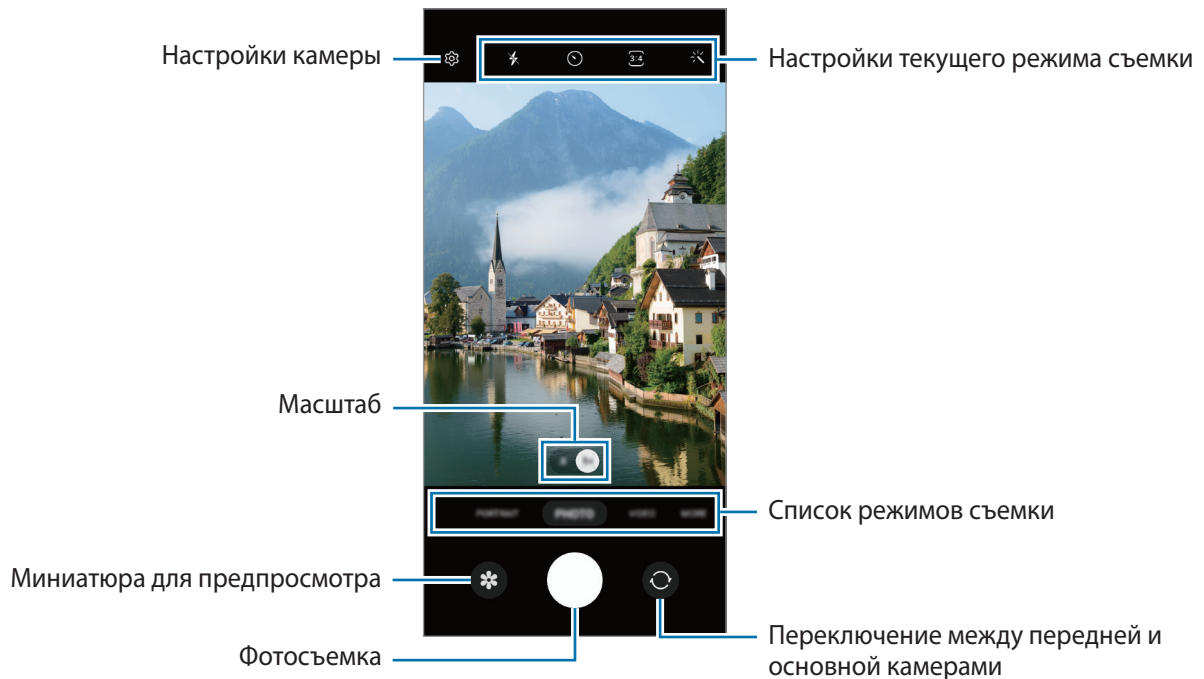 Настройки камеры
Настройки текущего режима съемки
3:4
Масштаб
PORTRAIT
PHOTO
VIDEO
MORE
Список режимов съемки
Миниатюра для предпросмотра
Фотосъемка
Переключение между передней и
основной камерами